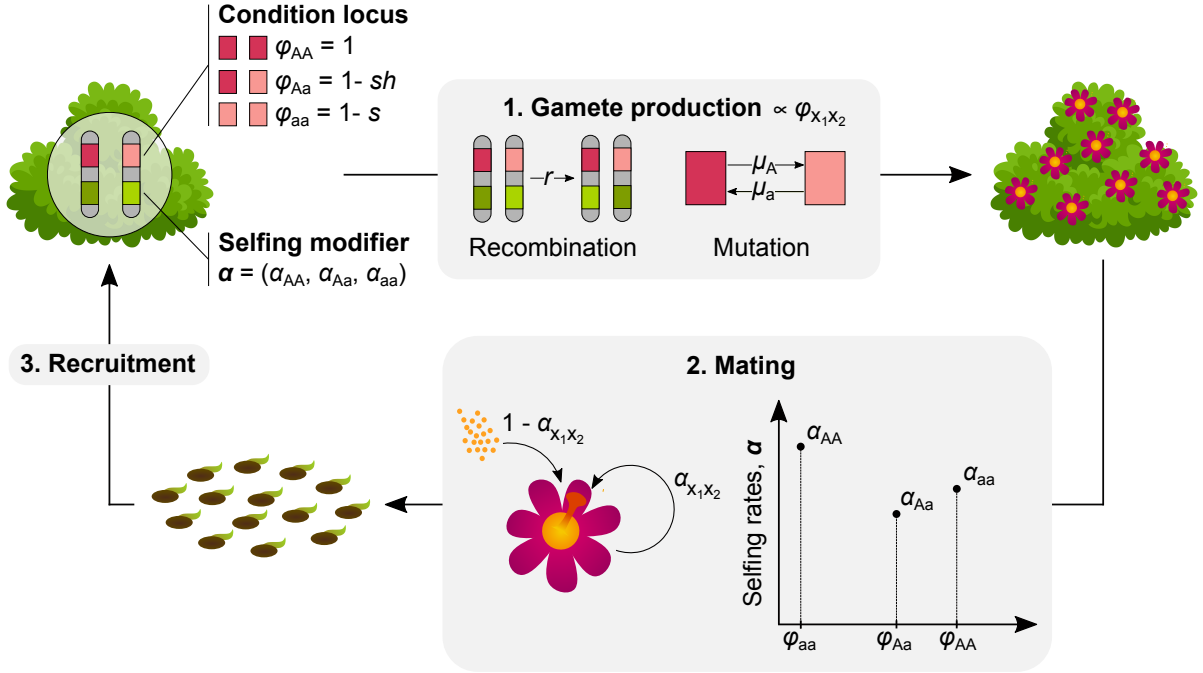 Condition locus
φAA = 1
φAa = 1- sh
φaa = 1- s
Selfing modifier
α = (αAA, αAa, αaa)
1. Gamete production ∝ φx1x2
r
Recombination
μA
μa
Mutation
2. Mating
1 - αx1x2
αx1x2
Selfing rates, α
αAA
αAa
αaa
φaa
φAa
φAA
3. Recruitment